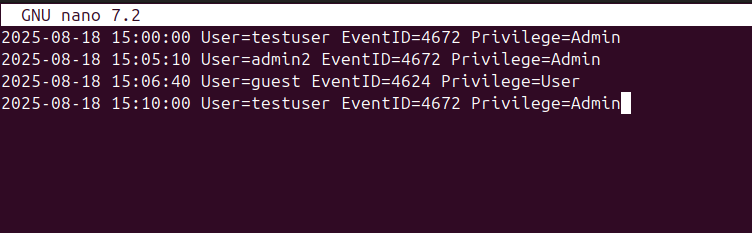 GNU nano 7.2
2025-08-18 15:00:00 User=testuser EventID=4672 Privilege=Admin
2025-08-18 15:05:10 User=admin2 EventID=4672 Privilege=Admin
2025-08-18 15:06:40 User=guest EventID=4624 Privilege=User
2025-08-18 15:10:00 User=testuser EventID=4672 Privilege=Admin